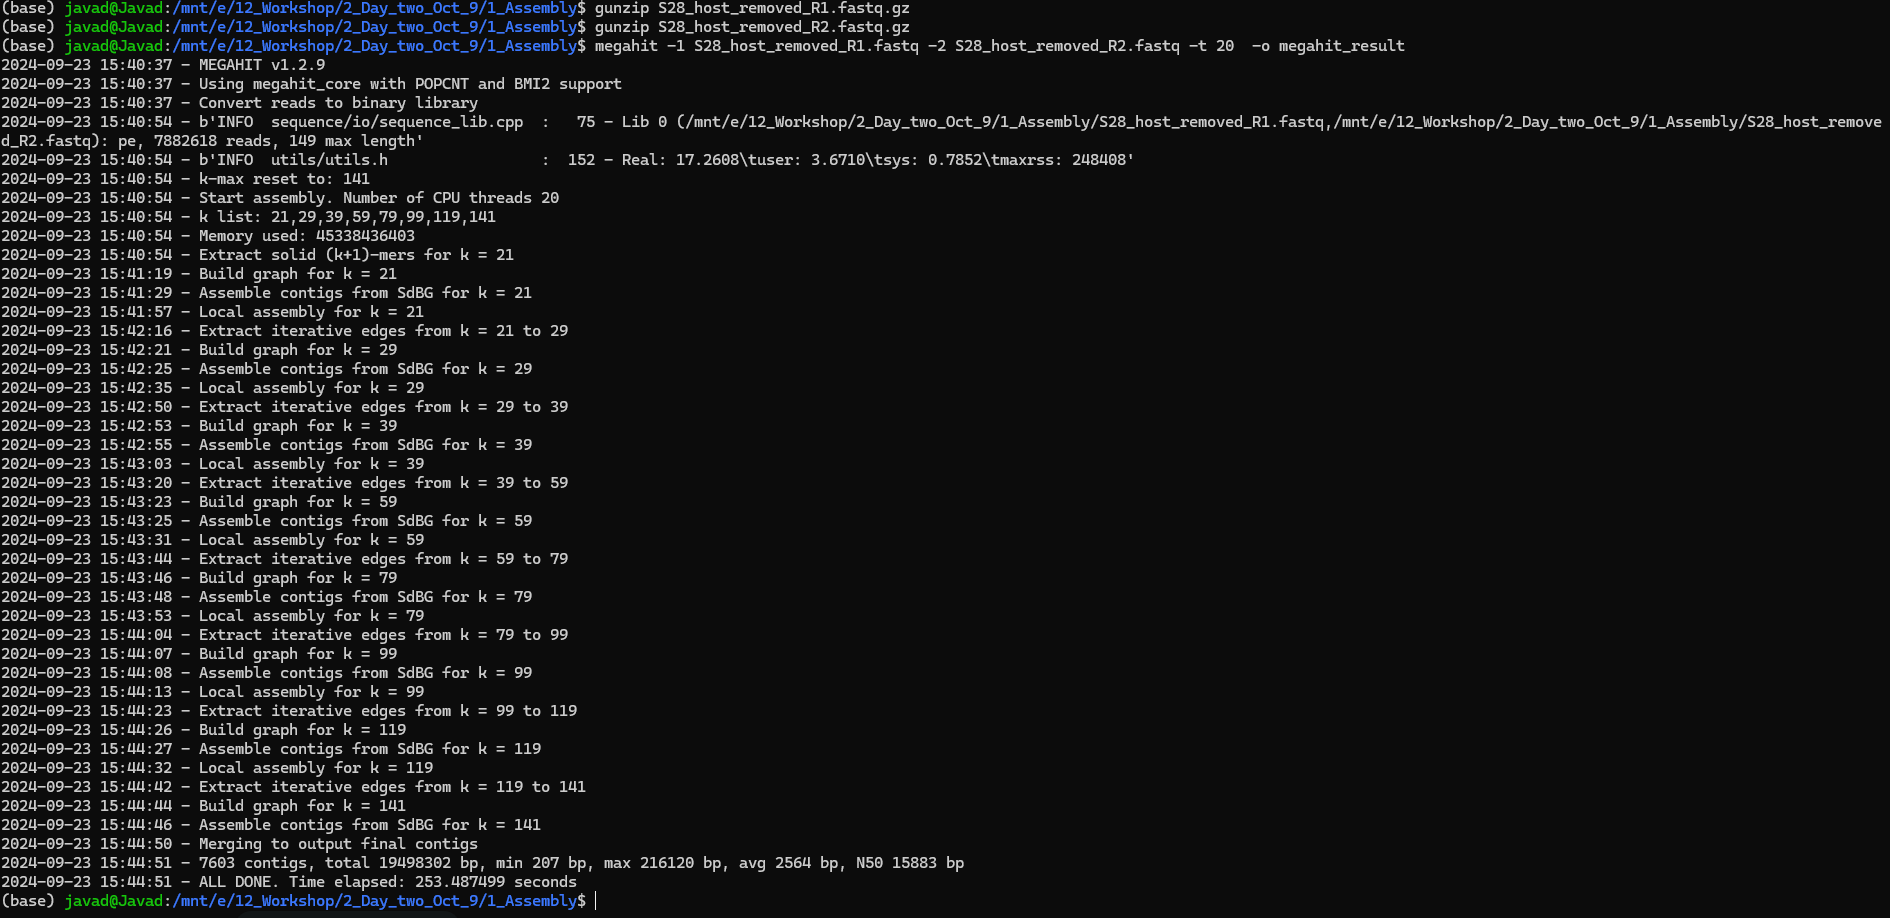 (base) javad@Javad:/mnt/e/12_Workshop/2_Day_two_Oct_9/1_Assembly$ gunzip S28_host_removed_R1.fastq.gz
(base) javad@Javad:/mnt/e/12_Workshop/2_Day_two_Oct_9/1_Assembly$ gunzip S28_host_removed_R2.fastq.gz
(base) javad@Javad:/mnt/e/12_Workshop/2_Day_two_Oct_9/1_Assembly$ megahit -1 S28_host_removed_R1.fastq -2 S28_host_removed_R2.fastq -t 20  -o megahit_result
2024-09-23 15:40:37 - MEGAHIT v1.2.9
2024-09-23 15:40:37 - Using megahit_core with POPCNT and BMI2 support
2024-09-23 15:40:37 - Convert reads to binary library
2024-09-23 15:40:54 - b'INFO  sequence/io/sequence_lib.cpp  :   75 - Lib 0 (/mnt/e/12_Workshop/2_Day_two_Oct_9/1_Assembly/S28_host_removed_R1.fastq,/mnt/e/12_Workshop/2_Day_two_Oct_9/1_Assembly/S28_host_remove
d_R2.fastq): pe, 7882618 reads, 149 max length'
2024-09-23 15:40:54 - b'INFO  utils/utils.h                 :  152 - Real: 17.2608\tuser: 3.6710\tsys: 0.7852\tmaxrss: 248408'
2024-09-23 15:40:54 - k-max reset to: 141
2024-09-23 15:40:54 - Start assembly. Number of CPU threads 20
2024-09-23 15:40:54 - k list: 21,29,39,59,79,99,119,141
2024-09-23 15:40:54 - Memory used: 45338436403
2024-09-23 15:40:54 - Extract solid (k+1)-mers for k = 21
2024-09-23 15:41:19 - Build graph for k = 21
2024-09-23 15:41:29 - Assemble contigs from SdBG for k = 21
2024-09-23 15:41:57 - Local assembly for k = 21
2024-09-23 15:42:16 - Extract iterative edges from k = 21 to 29
2024-09-23 15:42:21 - Build graph for k = 29
2024-09-23 15:42:25 - Assemble contigs from SdBG for k = 29
2024-09-23 15:42:35 - Local assembly for k = 29
2024-09-23 15:42:50 - Extract iterative edges from k = 29 to 39
2024-09-23 15:42:53 - Build graph for k = 39
2024-09-23 15:42:55 - Assemble contigs from SdBG for k = 39
2024-09-23 15:43:03 - Local assembly for k = 39
2024-09-23 15:43:20 - Extract iterative edges from k = 39 to 59
2024-09-23 15:43:23 - Build graph for k = 59
2024-09-23 15:43:25 - Assemble contigs from SdBG for k = 59
2024-09-23 15:43:31 - Local assembly for k = 59
2024-09-23 15:43:44 - Extract iterative edges from k = 59 to 79
2024-09-23 15:43:46 - Build graph for k = 79
2024-09-23 15:43:48 - Assemble contigs from SdBG for k = 79
2024-09-23 15:43:53 - Local assembly for k = 79
2024-09-23 15:44:04 - Extract iterative edges from k = 79 to 99
2024-09-23 15:44:07 - Build graph for k = 99
2024-09-23 15:44:08 - Assemble contigs from SdBG for k = 99
2024-09-23 15:44:13 - Local assembly for k = 99
2024-09-23 15:44:23 - Extract iterative edges from k = 99 to 119
2024-09-23 15:44:26 - Build graph for k = 119
2024-09-23 15:44:27 - Assemble contigs from SdBG for k = 119
2024-09-23 15:44:32 - Local assembly for k = 119
2024-09-23 15:44:42 - Extract iterative edges from k = 119 to 141
2024-09-23 15:44:44 - Build graph for k = 141
2024-09-23 15:44:46 - Assemble contigs from SdBG for k = 141
2024-09-23 15:44:50 - Merging to output final contigs
2024-09-23 15:44:51 - 7603 contigs, total 19498302 bp, min 207 bp, max 216120 bp, avg 2564 bp, N50 15883 bp
2024-09-23 15:44:51 - ALL DONE. Time elapsed: 253.487499 seconds
(base) javad@Javad:/mnt/e/12_Workshop/2_Day_two_Oct_9/1_Assembly$